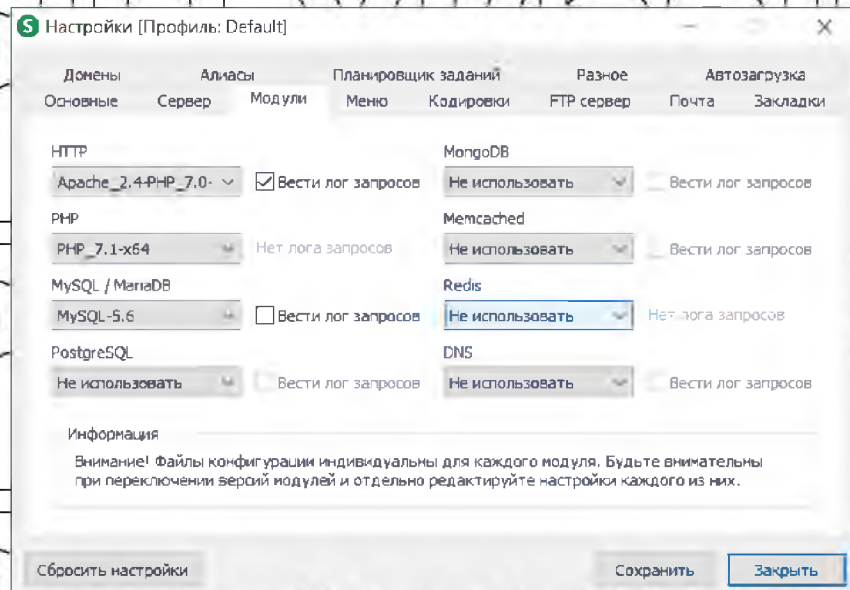 Настройки [Профиль: Default]
Домены Алиасы Планировщик заданий Разное Автозагрузка
Основные Сервер Модули Меню Кодировки FTP сервер Почта Закладки
HTTP MongoDB
Apache_2.4-PHP_7.0- Вести лог запросов Не использовать Вести лог запросов
PHP Memcached
PHP_7.1-x64 Нет лога запросов Не использовать Вести лог запросов
MySQL / MariaDB Redis
MySQL-5.6 Вести лог запросов Не использовать Нет лога запросов
PostgreSQL DNS
Не использовать Вести лог запросов Не использовать Вести лог запросов
Информация
Внимание! Файлы конфигурации индивидуальны для каждого модуля. Будьте внимательны
при переключении версий модулей и отдельно редактируйте настройки каждого из них.
Сбросить настройки Сохранить Закрыть